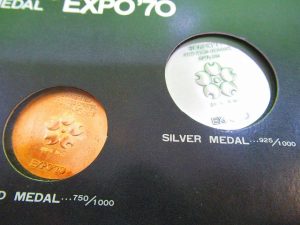 MEDAL EXPO'70
SILVER MEDAL...925/1000
D MEDAL...750/1000
EXPO'70